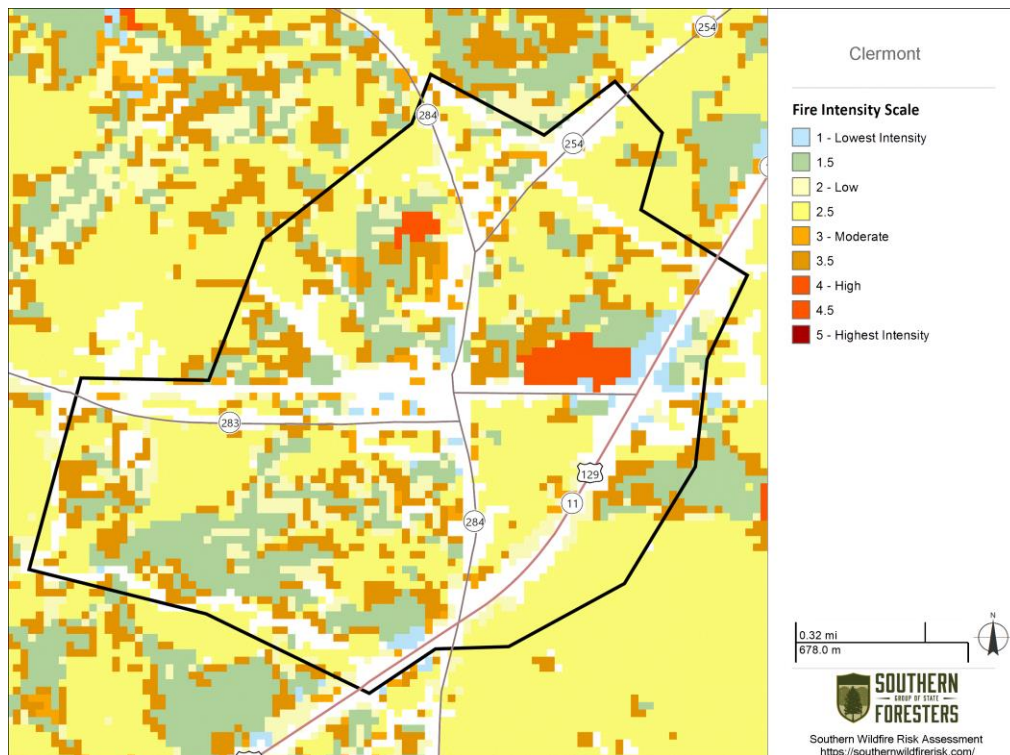 254
Clermont
284
254
Fire Intensity Scale
1 - Lowest Intensity
1.5
2 - Low
2.5
3 - Moderate
3.5
4 - High
4.5
5 - Highest Intensity
283
129
11
284
N
0.32 mi
678.0 m
SOUTHERN
GROUP OF STATE
FORESTERS
Southern Wildfire Risk Assessment
https://southernwildfirerisk.com/